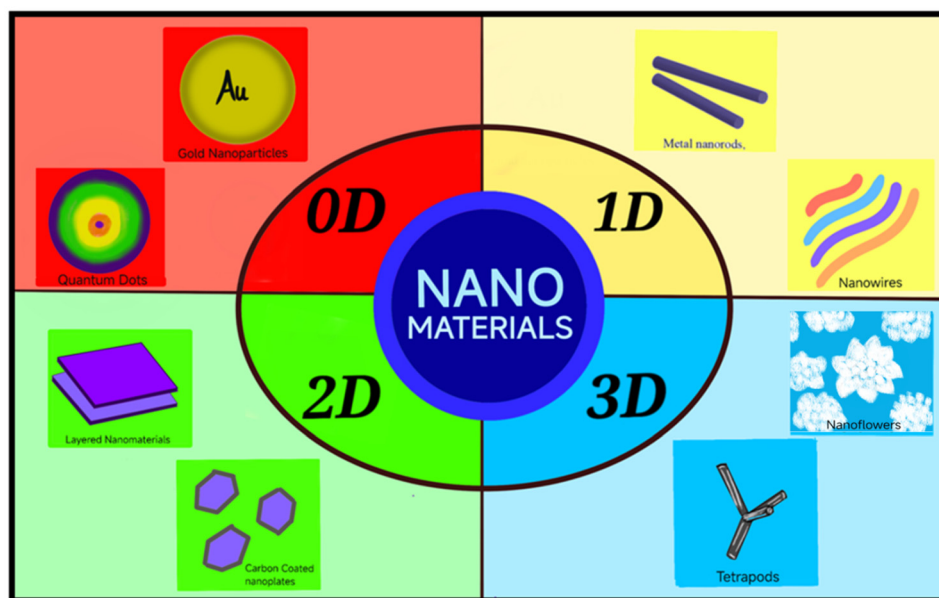 Au
Gold Nanoparticles
Quantum Dots
0D
1D
Metal nanorods,
Nanowires
NANO
MATERIALS
2D
3D
Layered Nanomaterials
Carbon Coated
nanoplates
Nanoflowers
Tetrapods